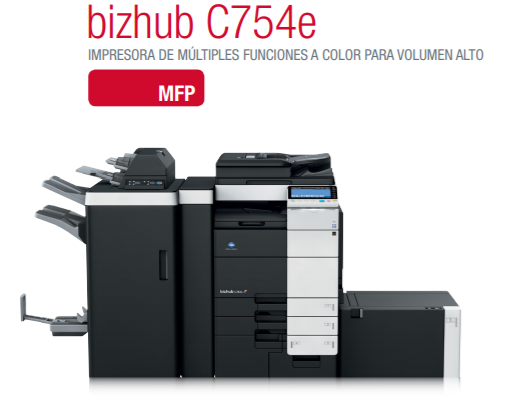 bizhub C754e
IMPRESORA DE MÚLTIPLES FUNCIONES A COLOR PARA VOLUMEN ALTO
MFP